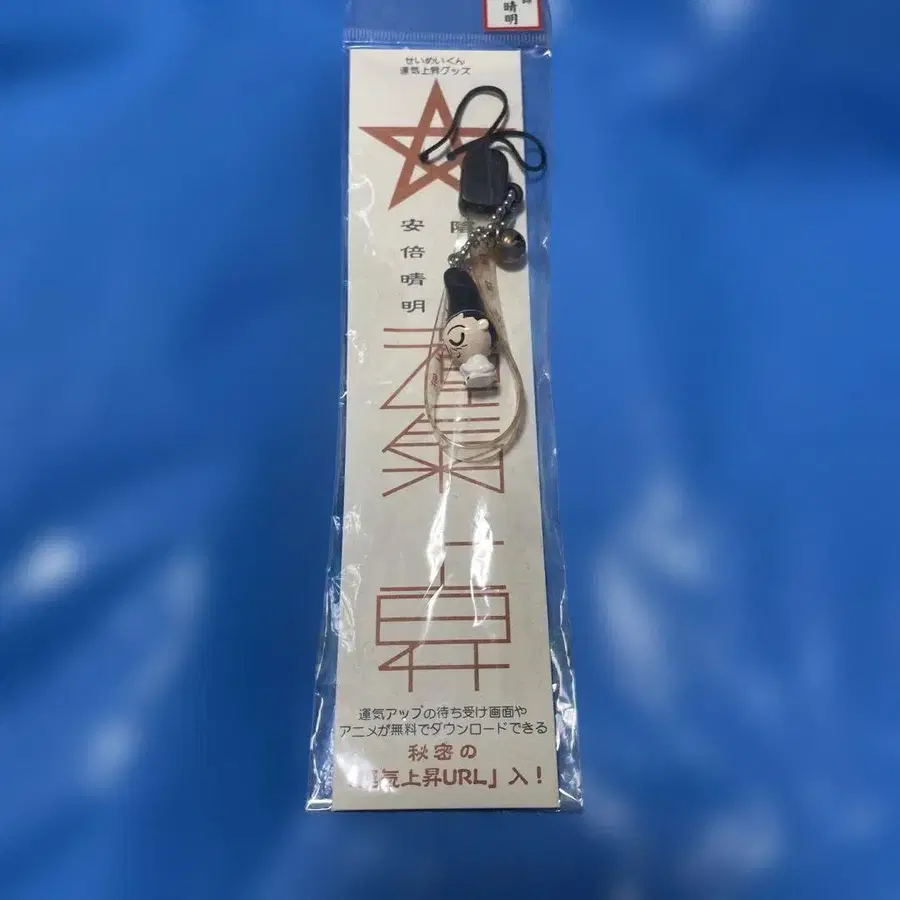 晴明
せいめいくん
運気上昇グッズ
陰
安倍晴明
上昇
運気アップの待ち受け画面や
アニメが無料でダウンロードできる
秘密の
運気上昇URL」入！